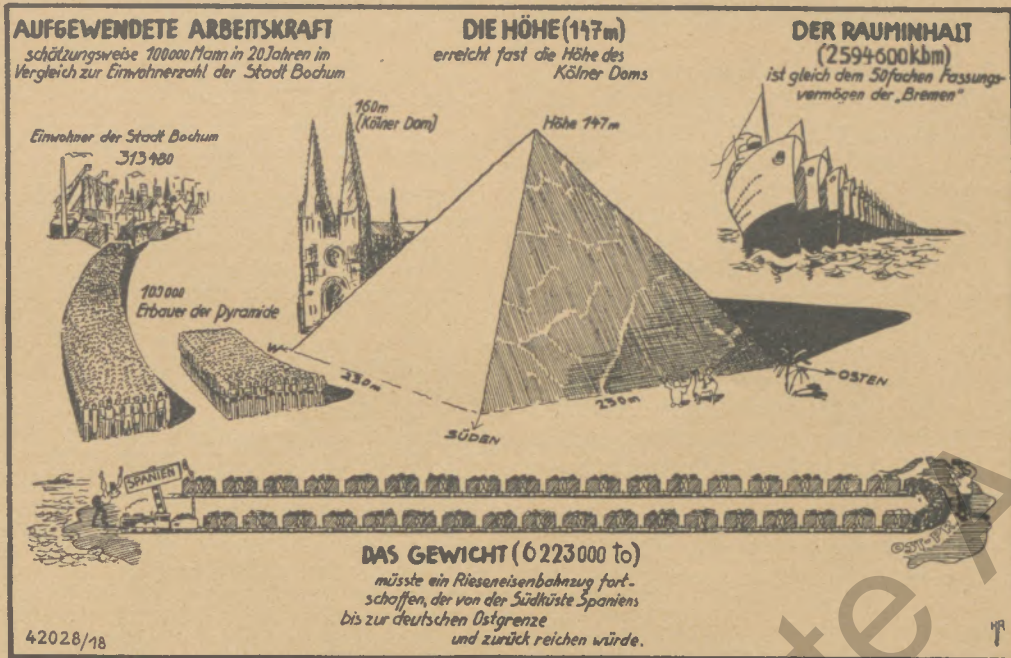 AUFGEWENDETE ARBEITSKRAFT
schätzungsweise 100000 Mann in 20 Jahren im
Vergleich zur Einwohnerzahl der Stadt Bochum
DIE HÖHE (147m)
erreicht fast die Höhe des
Kölner Doms
DER RAUMINHALT
(2594600kbm)
ist gleich dem 50fachen Fassungs-
vermögen der „Bremen"
Einwohner der Stadt Bochum
313480
160m
(Kölner Dom)
Höhe 147m
103000
Erbauer der Pyramide
W
230m
230m
OSTEN
SÜDEN
SPANIEN
OST-PR.
DAS GEWICHT (6223000 to)
müsste ein Rieseneisenbahnzug fort-
schaffen, der von der Südküste Spaniens
bis zur deutschen Ostgrenze
und zurück reichen würde.
42028/18